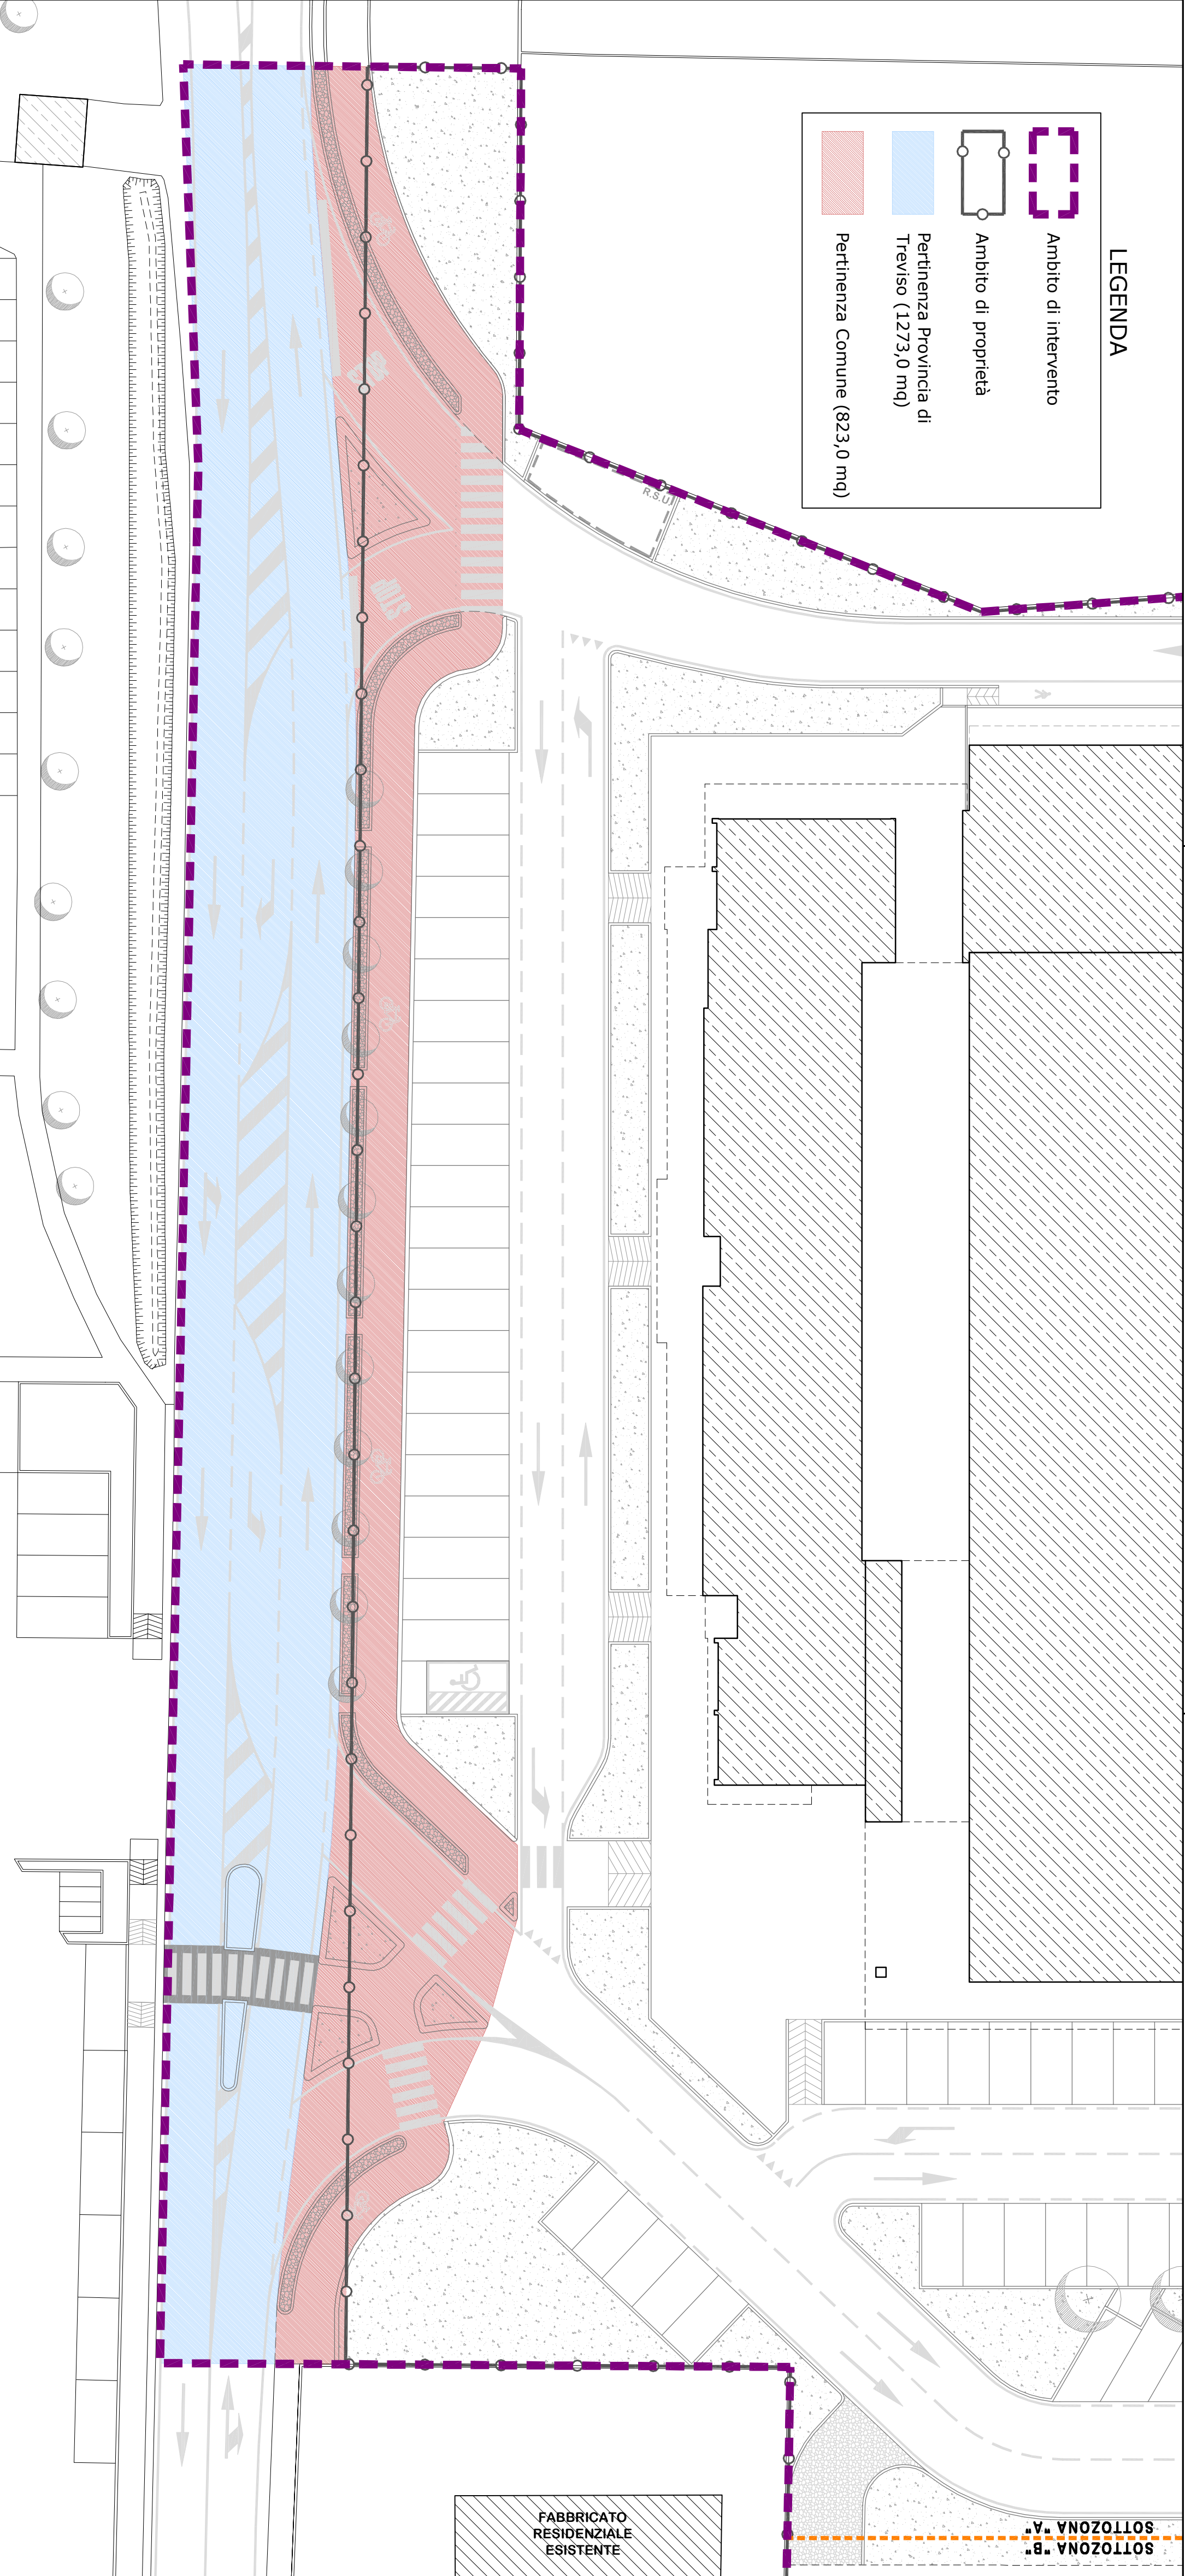 LEGENDA
Ambito di intervento
Ambito di proprietà
Pertinenza Provincia di
Treviso (1273,0 mq)
Pertinenza Comune (823,0 mq)
R.S.U.
STOP
FABBRICATO
RESIDENZIALE
ESISTENTE
SOTTOZONA "A"
SOTTOZONA "B"